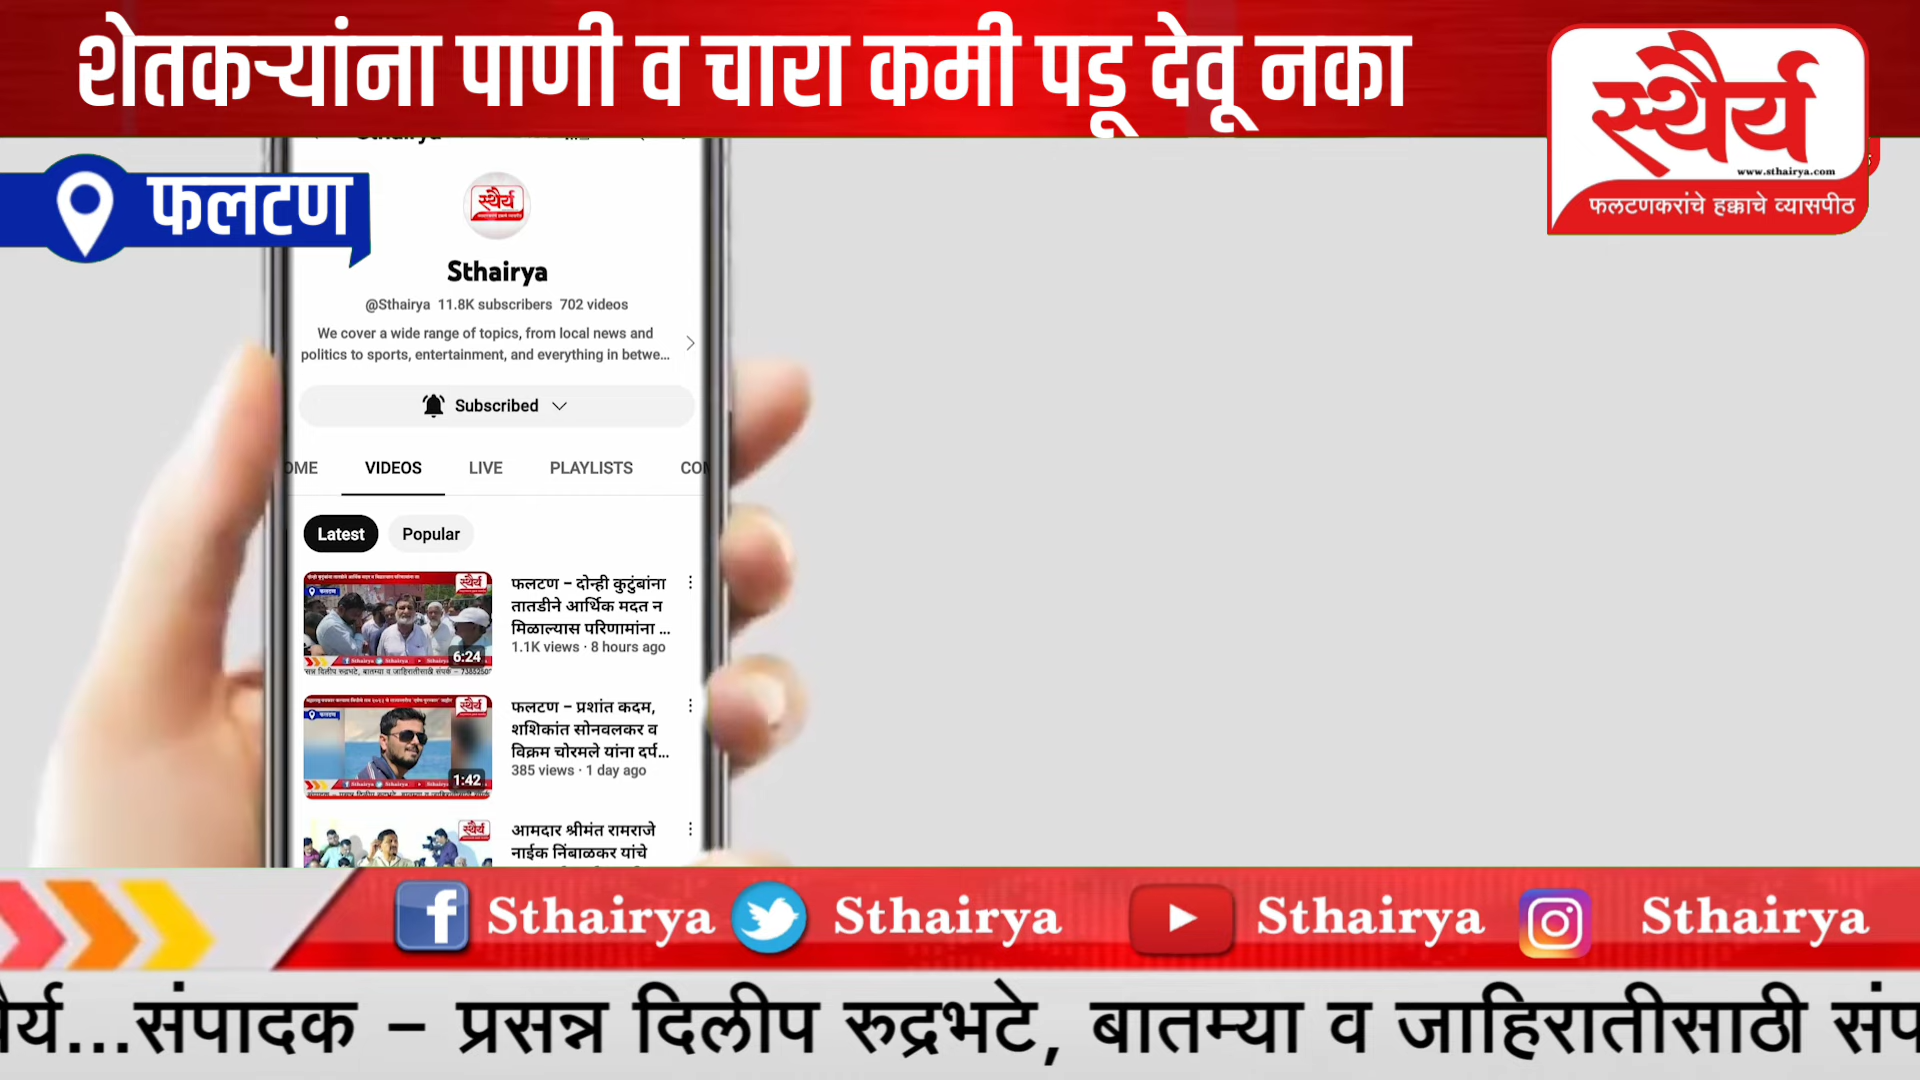 शेतकऱ्यांना पाणी व चारा कमी पडू देवू नका
स्थैर्य
www.sthairya.com
फलटणकरांचे हक्काचे व्यासपीठ
फलटण
स्थैर्य
Sthairya
@Sthairya 11.8K subscribers 702 videos
We cover a wide range of topics, from local news and
politics to sports, entertainment, and everything in betwe...
Subscribed
OME VIDEOS LIVE PLAYLISTS CO
Latest Popular
फलटण – दोन्ही कुटुंबांना
तातडीने आर्थिक मदत न
मिळाल्यास परिणामांना ...
1.1K views · 8 hours ago
स्थैर्य
6:24
फलटण – प्रशांत कदम,
शशिकांत सोनवलकर व
विक्रम चोरमले यांना दर्प...
385 views · 1 day ago
स्थैर्य
1:42
आमदार श्रीमंत रामराजे
नाईक निंबाळकर यांचे
स्थैर्य
Sthairya Sthairya Sthairya Sthairya
र्य...संपादक – प्रसन्न दिलीप रुद्रभटे, बातम्या व जाहिरातीसाठी संप